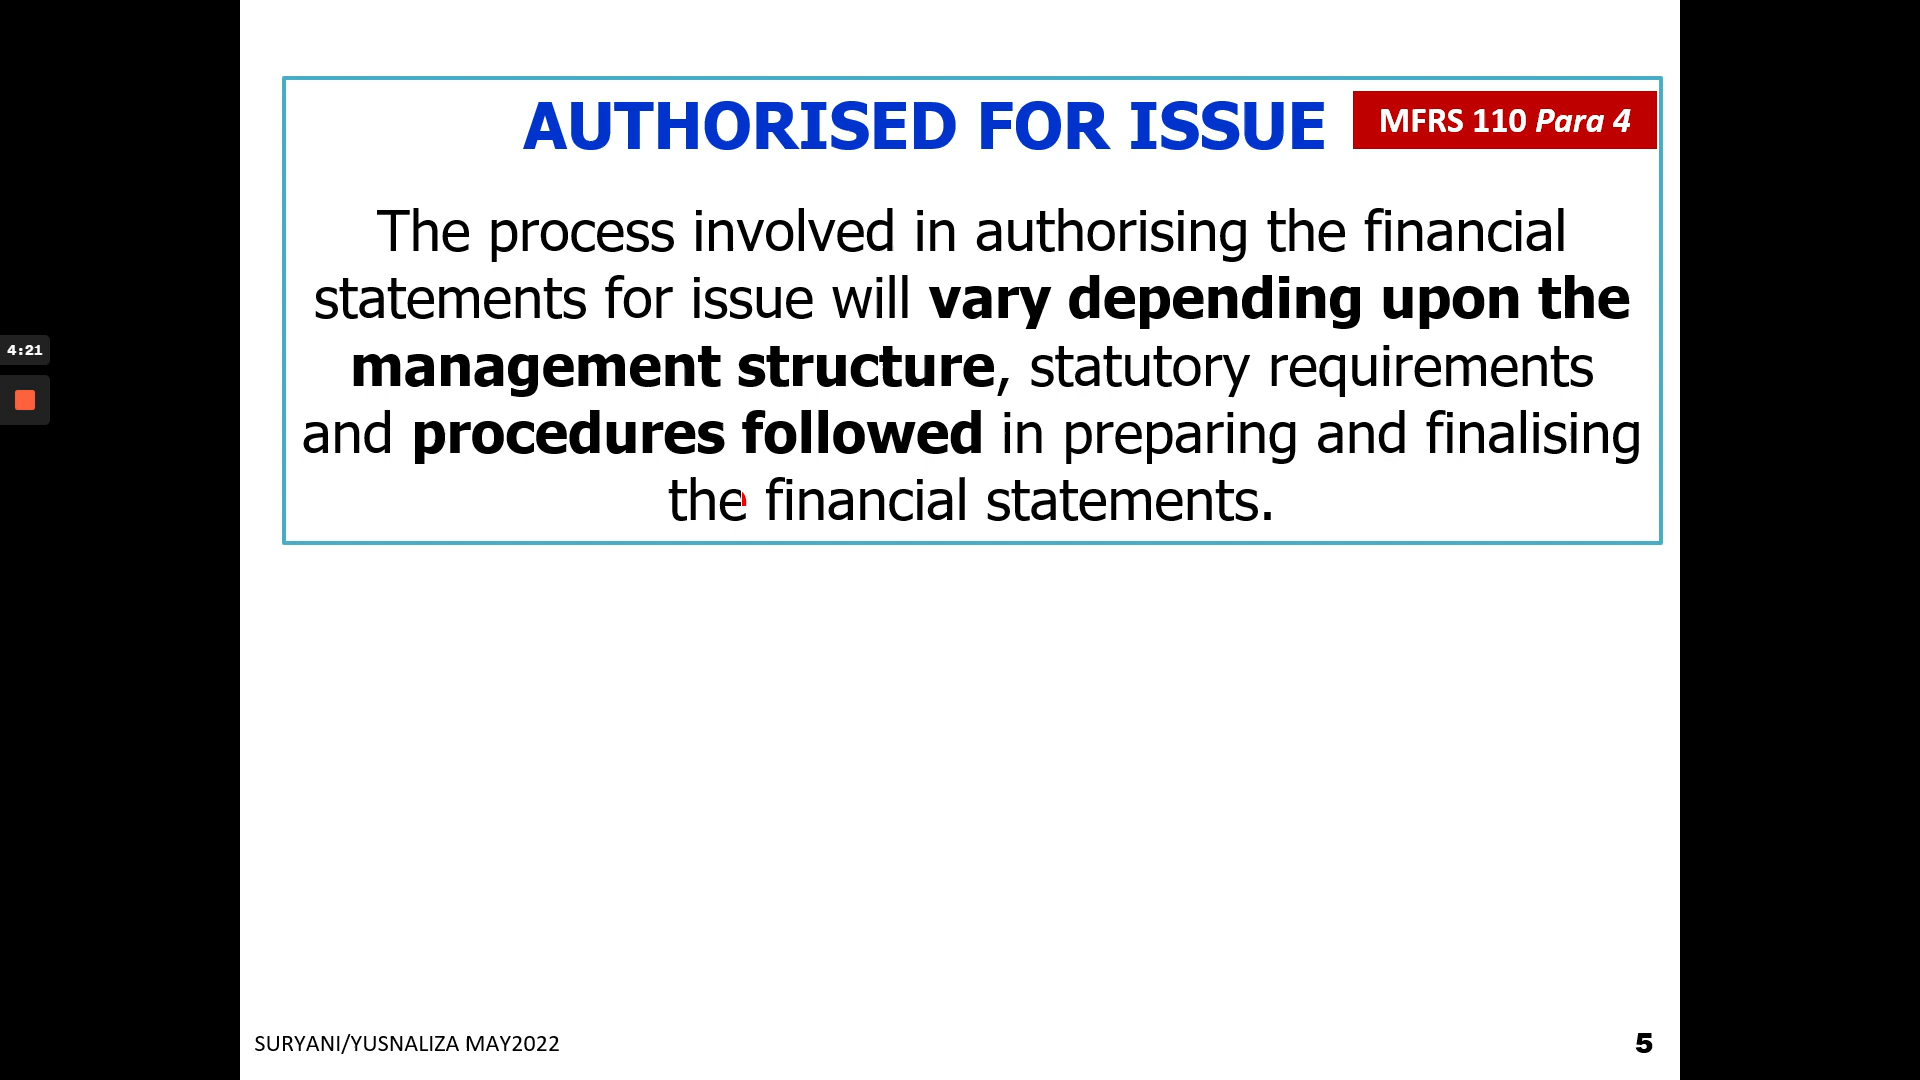 AUTHORISED FOR ISSUE
MFRS 110 Para 4
The process involved in authorising the financial
statements for issue will vary depending upon the
management structure, statutory requirements
and procedures followed in preparing and finalising
the financial statements.
4:21
SURYANI/YUSNALIZA MAY2022
5